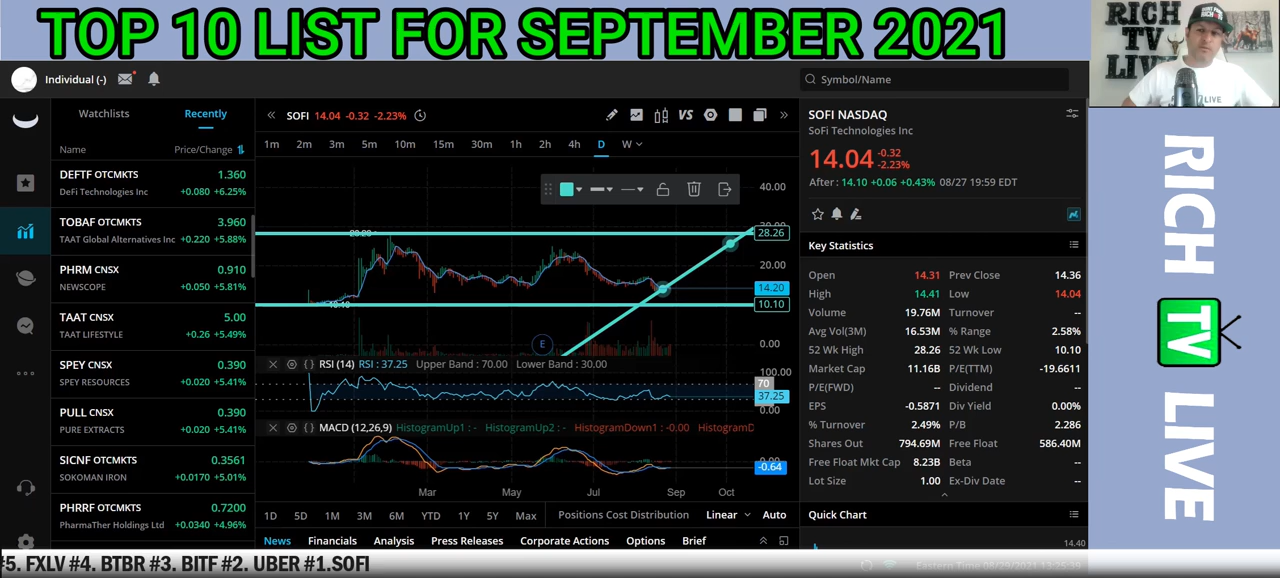 TOP 10 LIST FOR SEPTEMBER 2021
RICH
TV
LIVE
Individual (-)
Symbol/Name
Watchlists
Recently
Name
Price/Change
DEFTF OTCMKTS 1.360
DeFi Technologies Inc +0.080 +6.25%
TOBAF OTCMKTS 3.960
TAAT Global Alternatives Inc +0.220 +5.88%
PHRM CNSX 0.910
NEWSCOPE +0.050 +5.81%
TAAT CNSX 5.00
TAAT LIFESTYLE +0.26 +5.49%
SPEY CNSX 0.390
SPEY RESOURCES +0.020 +5.41%
PULL CNSX 0.390
PURE EXTRACTS +0.020 +5.41%
SICNF OTCMKTS 0.3561
SOKOMAN IRON +0.0170 +5.01%
PHRRF OTCMKTS 0.7200
PharmaTher Holdings Ltd +0.0340 +4.96%
SOFI 14.04 -0.32 -2.23%
VS
1m 2m 3m 5m 10m 15m 30m 1h 2h 4h D W
40.00
28.26
20.00
14.20
10.10
0.00
E
RSI (14) RSI : 37.25 Upper Band : 70.00 Lower Band : 30.00
100.00
70
37.25
0.00
MACD (12,26,9) HistogramUp1 : - HistogramUp2 : - HistogramDown1 : -0.00 HistogramD
-0.64
Mar May Jul Sep Oct
1D 5D 1M 3M 6M YTD 1Y 5Y Max Positions Cost Distribution Linear Auto
News Financials Analysis Press Releases Corporate Actions Options Brief
SOFI NASDAQ
SoFi Technologies Inc
14.04 -0.32
-2.23%
After : 14.10 +0.06 +0.43% 08/27 19:59 EDT
Key Statistics
Open 14.31 Prev Close 14.36
High 14.41 Low 14.04
Volume 19.76M Turnover --
Avg Vol(3M) 16.53M % Range 2.58%
52 Wk High 28.26 52 Wk Low 10.10
Market Cap 11.16B P/E(TTM) -19.6611
P/E(FWD) -- Dividend --
EPS -0.5871 Div Yield 0.00%
% Turnover 2.49% P/B 2.286
Shares Out 794.69M Free Float 586.40M
Free Float Mkt Cap 8.23B Beta --
Lot Size 1.00 Ex-Div Date --
Quick Chart
14.40
RICH
TV
LIVE
#5. FXLV #4. BTBR #3. BITF #2. UBER #1.SOFI
Eastern Time 08/29/2021 13:25:39